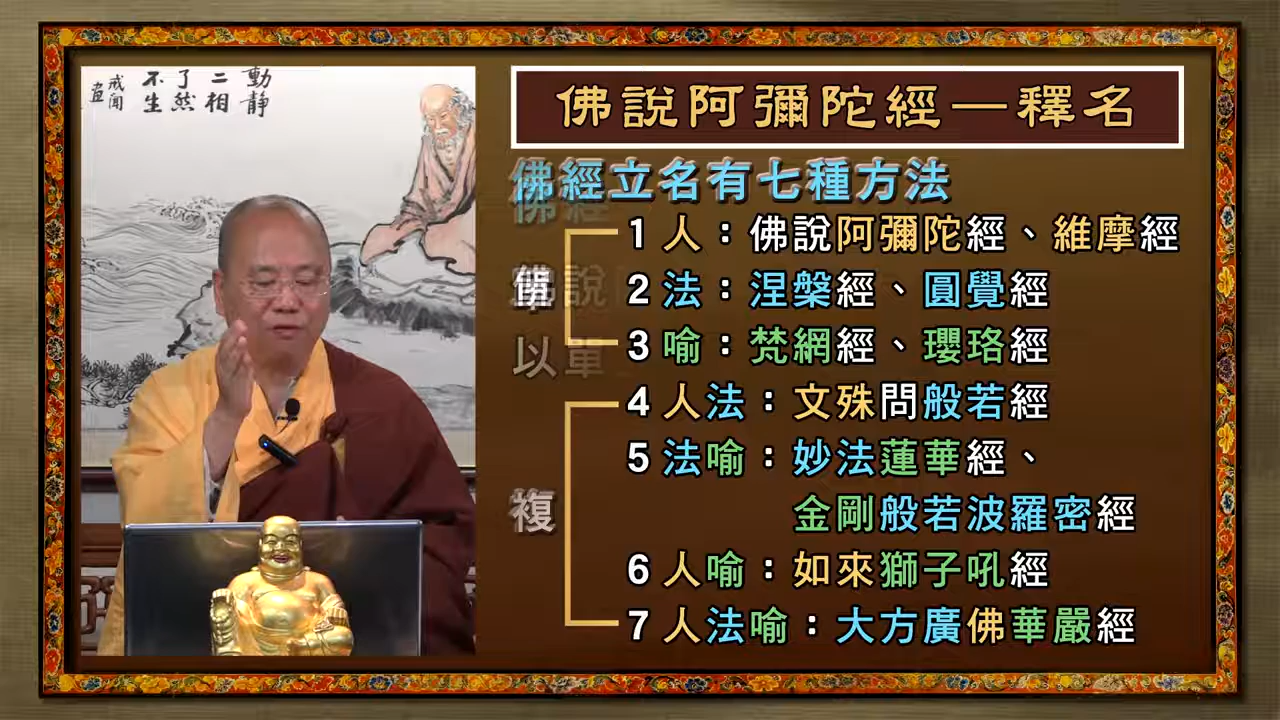 動靜
二相
了然
不生
戒聞
畫
佛說阿彌陀經—釋名
佛經立名有七種方法
1 人：佛說阿彌陀經、維摩經
2 法：涅槃經、圓覺經
單
3 喻：梵網經、瓔珞經
4 人法：文殊問般若經
5 法喻：妙法蓮華經、
金剛般若波羅密經
複
6 人喻：如來獅子吼經
7 人法喻：大方廣佛華嚴經